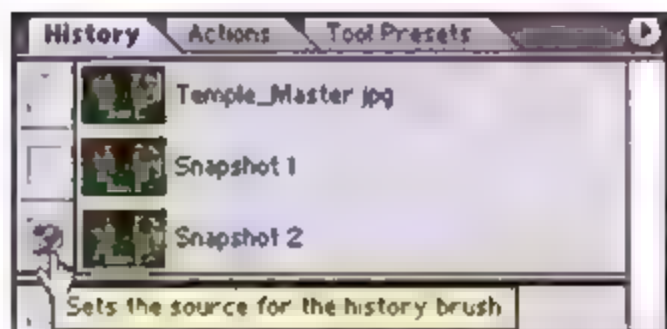 History Actions Tool Presets
Temple_Master.jpg
Snapshot 1
Snapshot 2
Sets the source for the history brush